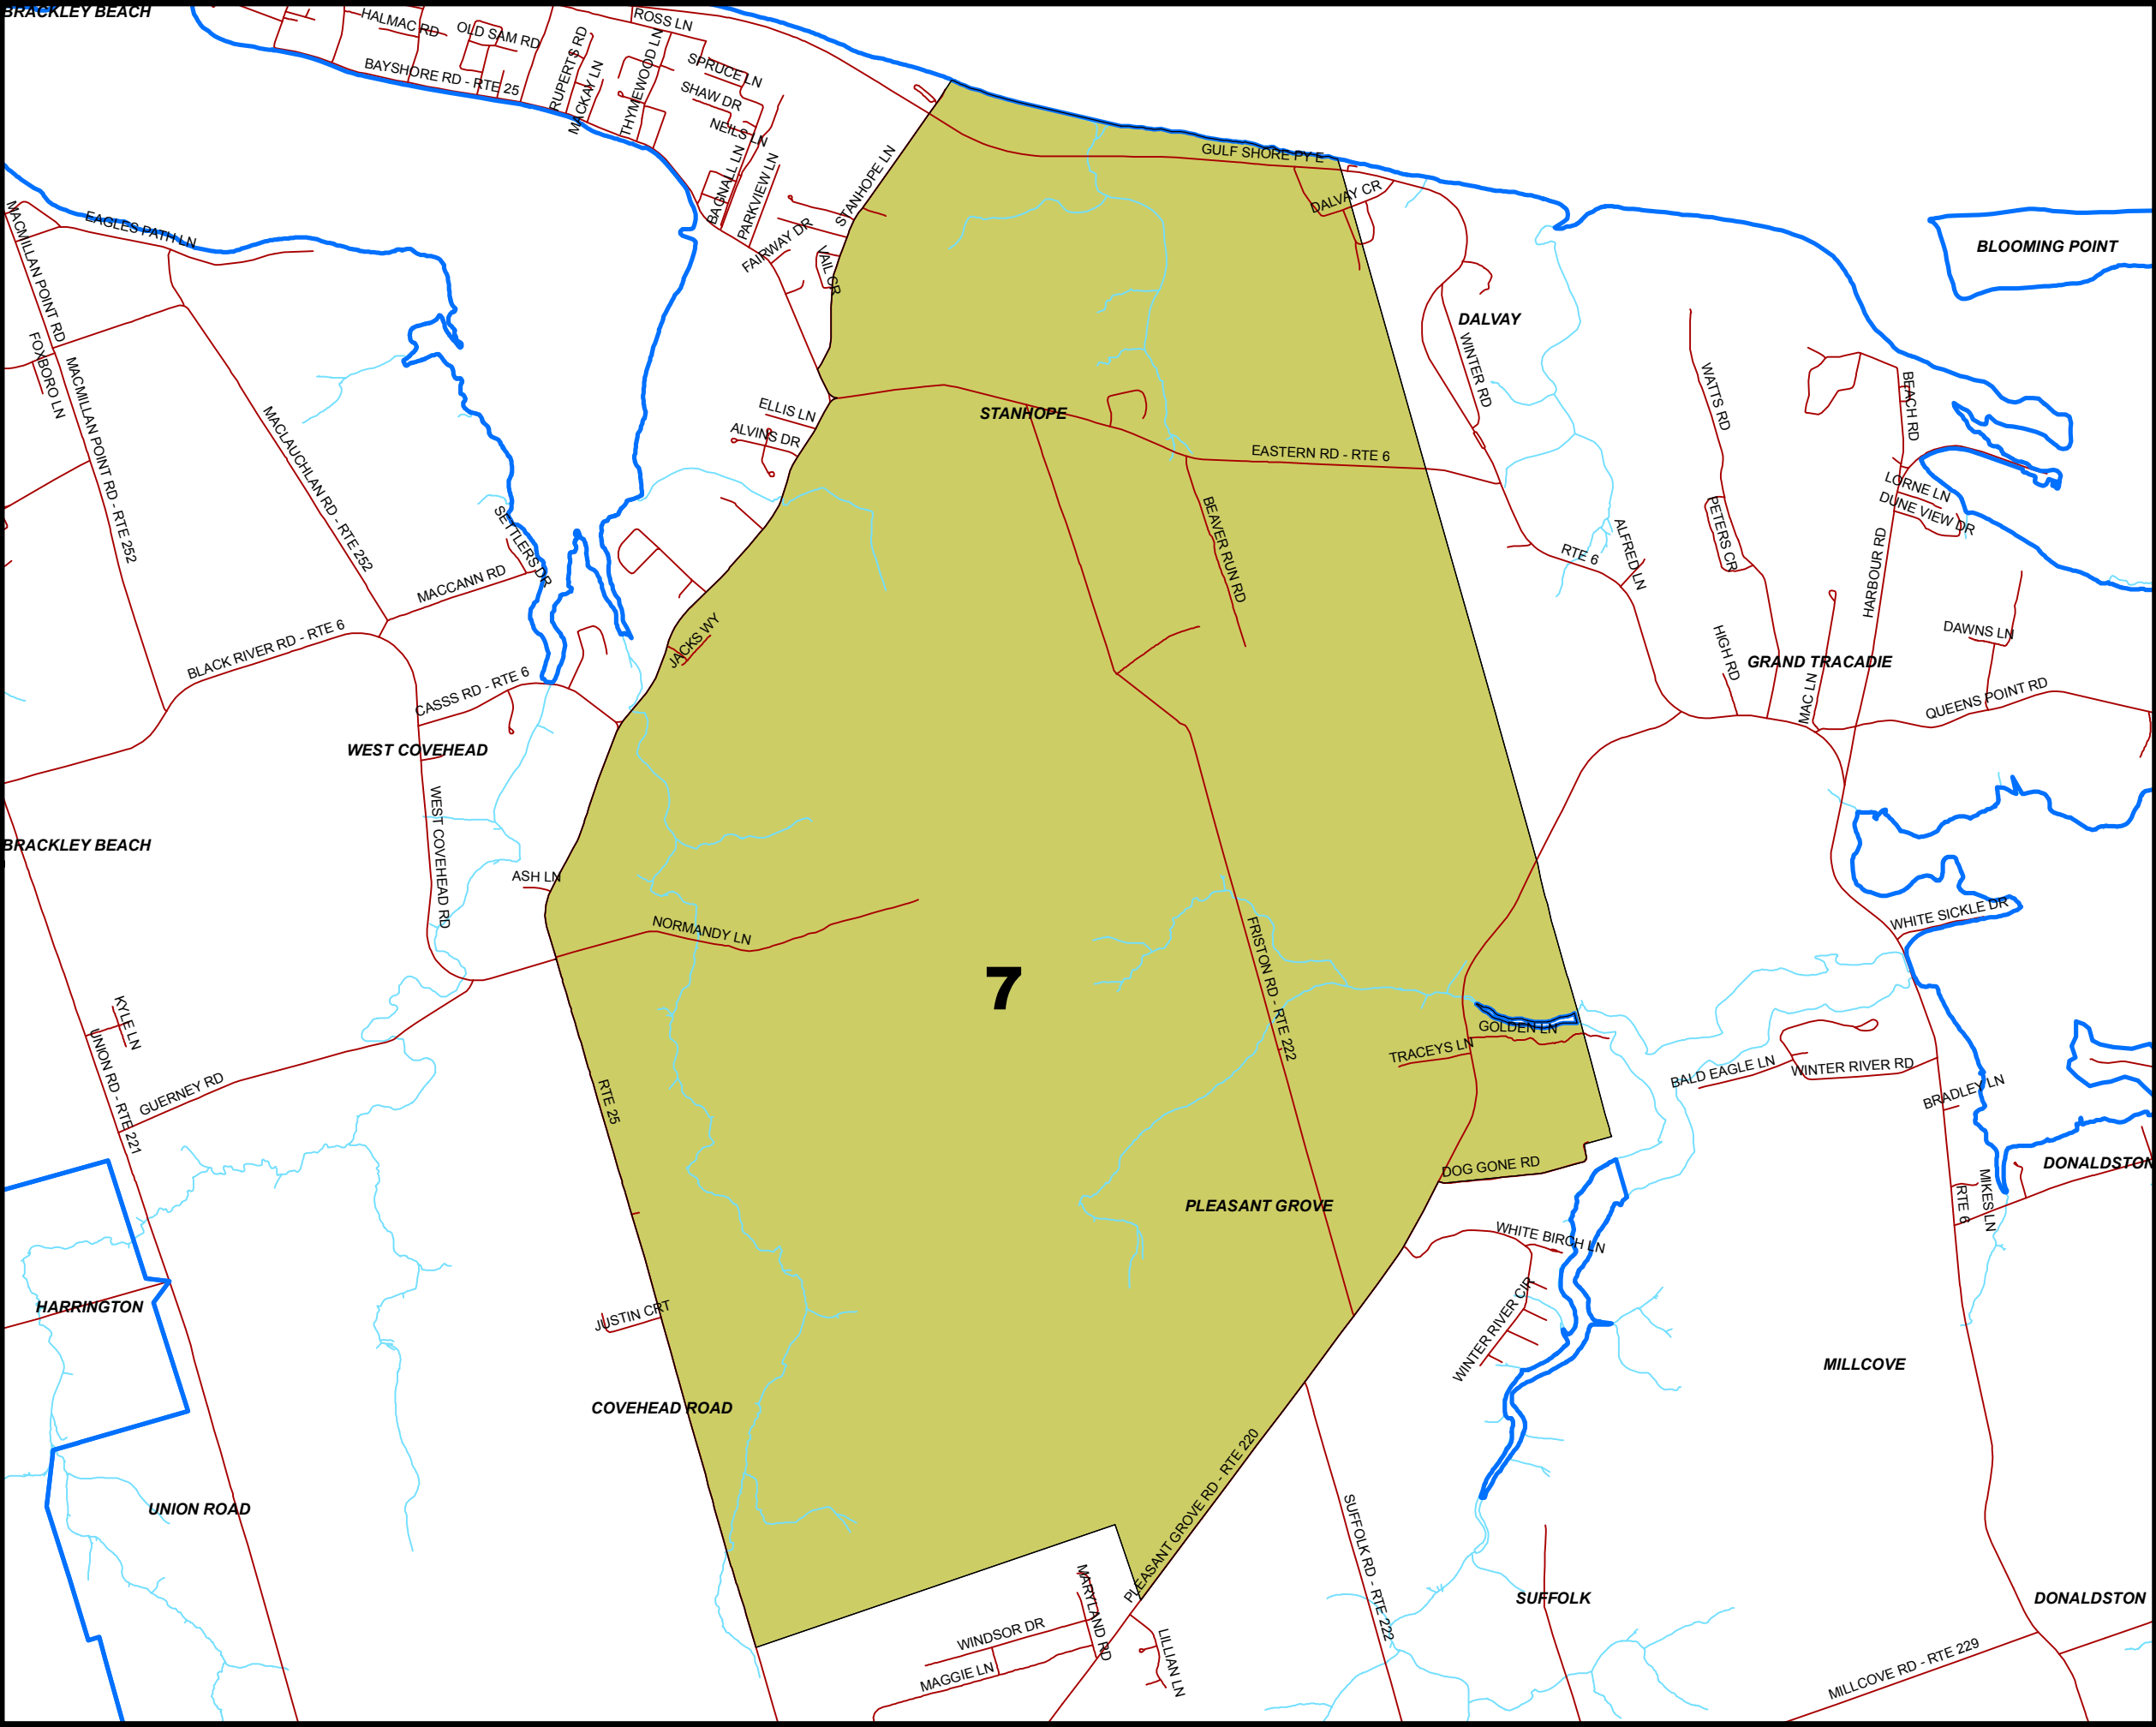 BRACKLEY BEACH
HALMAC RD
OLD SAM RD
ROSS LN
BAYSHORE RD - RTE 25
RUPERTS RD
MACKAY LN
THYMEWOOD LN
SPRUCE LN
SHAW DR
NEILS LN
BAGNALL LN
PARKVIEW LN
STANHOPE LN
FAIRWAY DR
VAIL CR
GULF SHORE PY E
DALVAY CR
BLOOMING POINT
EAGLES PATH LN
MACMILLAN POINT RD
FOXBORO LN
MACMILLAN POINT RD - RTE 252
MACLAUCHLAN RD - RTE 252
DALVAY
WINTER RD
WATTS RD
BEACH RD
ELLIS LN
ALVINS DR
STANHOPE
EASTERN RD - RTE 6
BEAVER RUN RD
LORNE LN
DUNE VIEW DR
PETERS CR
SETTLERS DR
MACCANN RD
RTE 6
ALFRED LN
HARBOUR RD
JACKS WY
BLACK RIVER RD - RTE 6
CASSS RD - RTE 6
DAWNS LN
HIGH RD
GRAND TRACADIE
MAC LN
QUEENS POINT RD
WEST COVEHEAD
WEST COVEHEAD RD
BRACKLEY BEACH
ASH LN
NORMANDY LN
7
FRISTON RD - RTE 222
WHITE SICKLE DR
KYLE LN
UNION RD - RTE 221
GUERNEY RD
RTE 25
GOLDEN LN
TRACEYS LN
BALD EAGLE LN
WINTER RIVER RD
BRADLEY LN
DOG GONE RD
DONALDSTON
PLEASANT GROVE
RTE 6
MIKES LN
WHITE BIRCH LN
WINTER RIVER CIR
HARRINGTON
JUSTIN CRT
MILLCOVE
COVEHEAD ROAD
UNION ROAD
PLEASANT GROVE RD - RTE 220
SUFFOLK RD - RTE 222
SUFFOLK
DONALDSTON
MARYLAND RD
WINDSOR DR
MAGGIE LN
LILLIAN LN
MILLCOVE RD - RTE 229